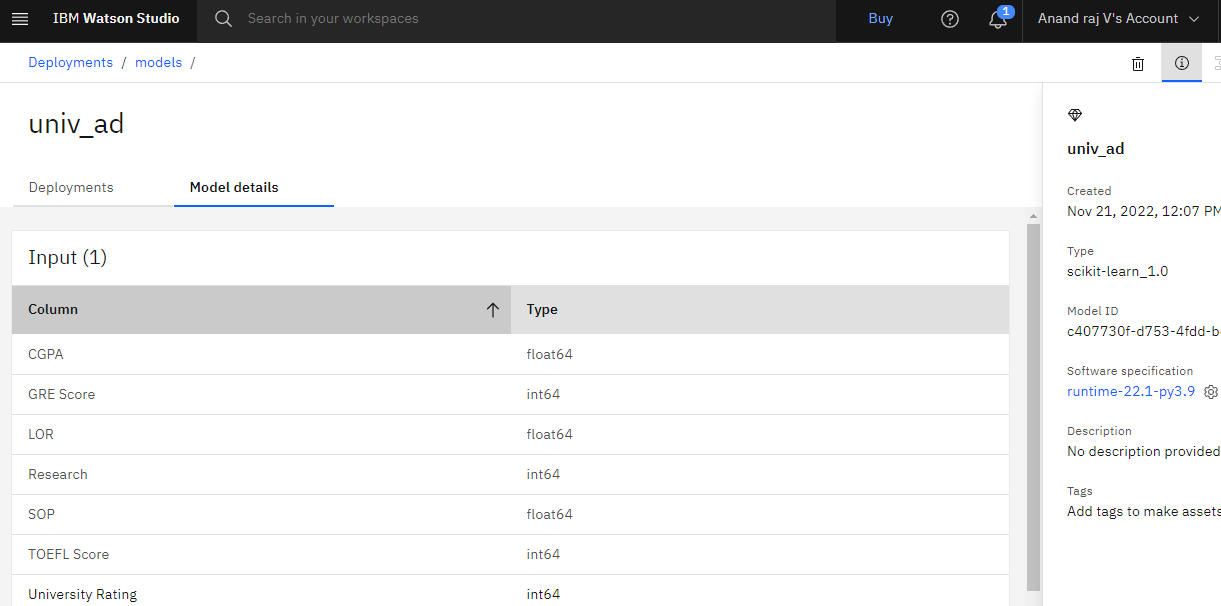 IBM Watson Studio
Search in your workspaces
Buy
1
Anand raj V's Account
Deployments / models /
univ_ad
Deployments
Model details
Input (1)
Column Type
CGPA float64
GRE Score int64
LOR float64
Research int64
SOP float64
TOEFL Score int64
University Rating int64
univ_ad
Created
Nov 21, 2022, 12:07 PM
Type
scikit-learn_1.0
Model ID
c407730f-d753-4fdd-b
Software specification
runtime-22.1-py3.9
Description
No description provided
Tags
Add tags to make assets